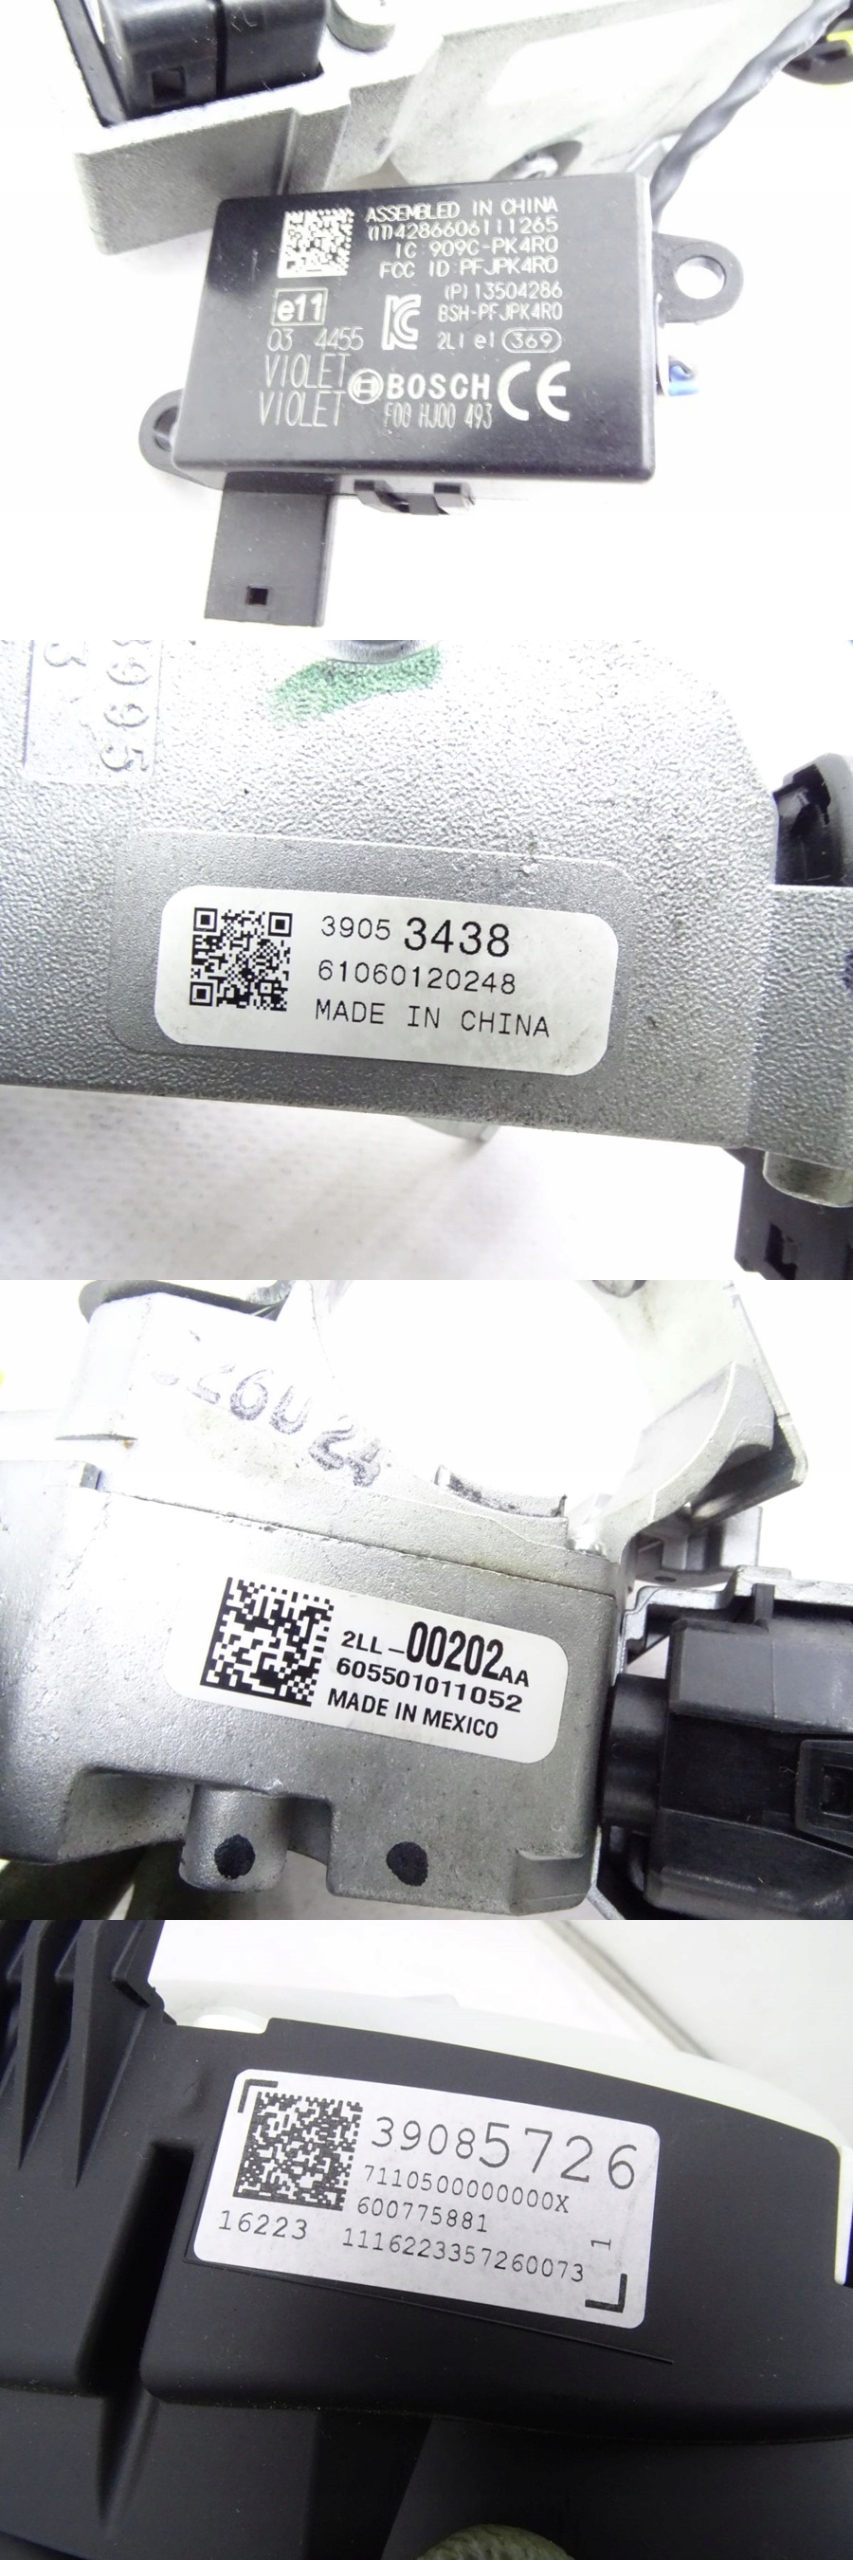 ASSEMBLED IN CHINA
(1T)4286606111265
IC 909C-PK4R0
FCC ID:PFJPK4R0
(P)13504286
BSH-PFJPK4R0
e11
03 4455
2L1 e1 369
VIOLET
VIOLET
BOSCH CE
F00 HJ00 493
3905 3438
61060120248
MADE IN CHINA
2LL-00202AA
605501011052
MADE IN MEXICO
39085726
7110500000000X
600775881
16223 1116223357260073
1